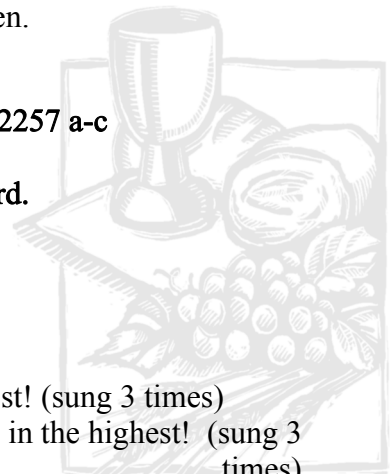 en.
2257 a-c
rd.
st! (sung 3 times)
in the highest! (sung 3
times)